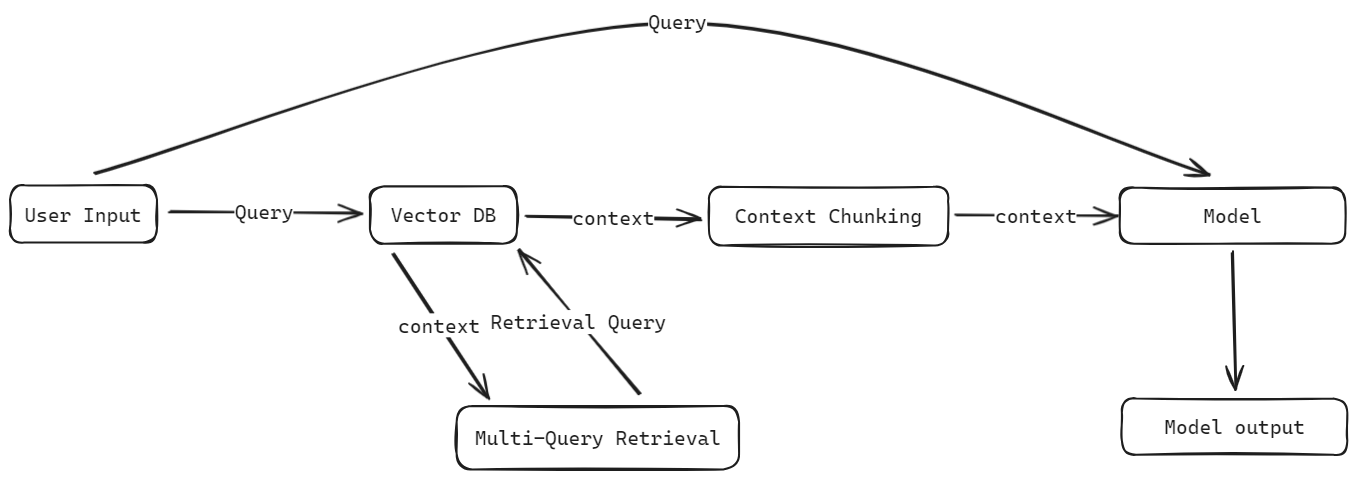 Query
User Input
Query
Vector DB
context
Context Chunking
context
Model
context
Retrieval Query
Multi-Query Retrieval
Model output